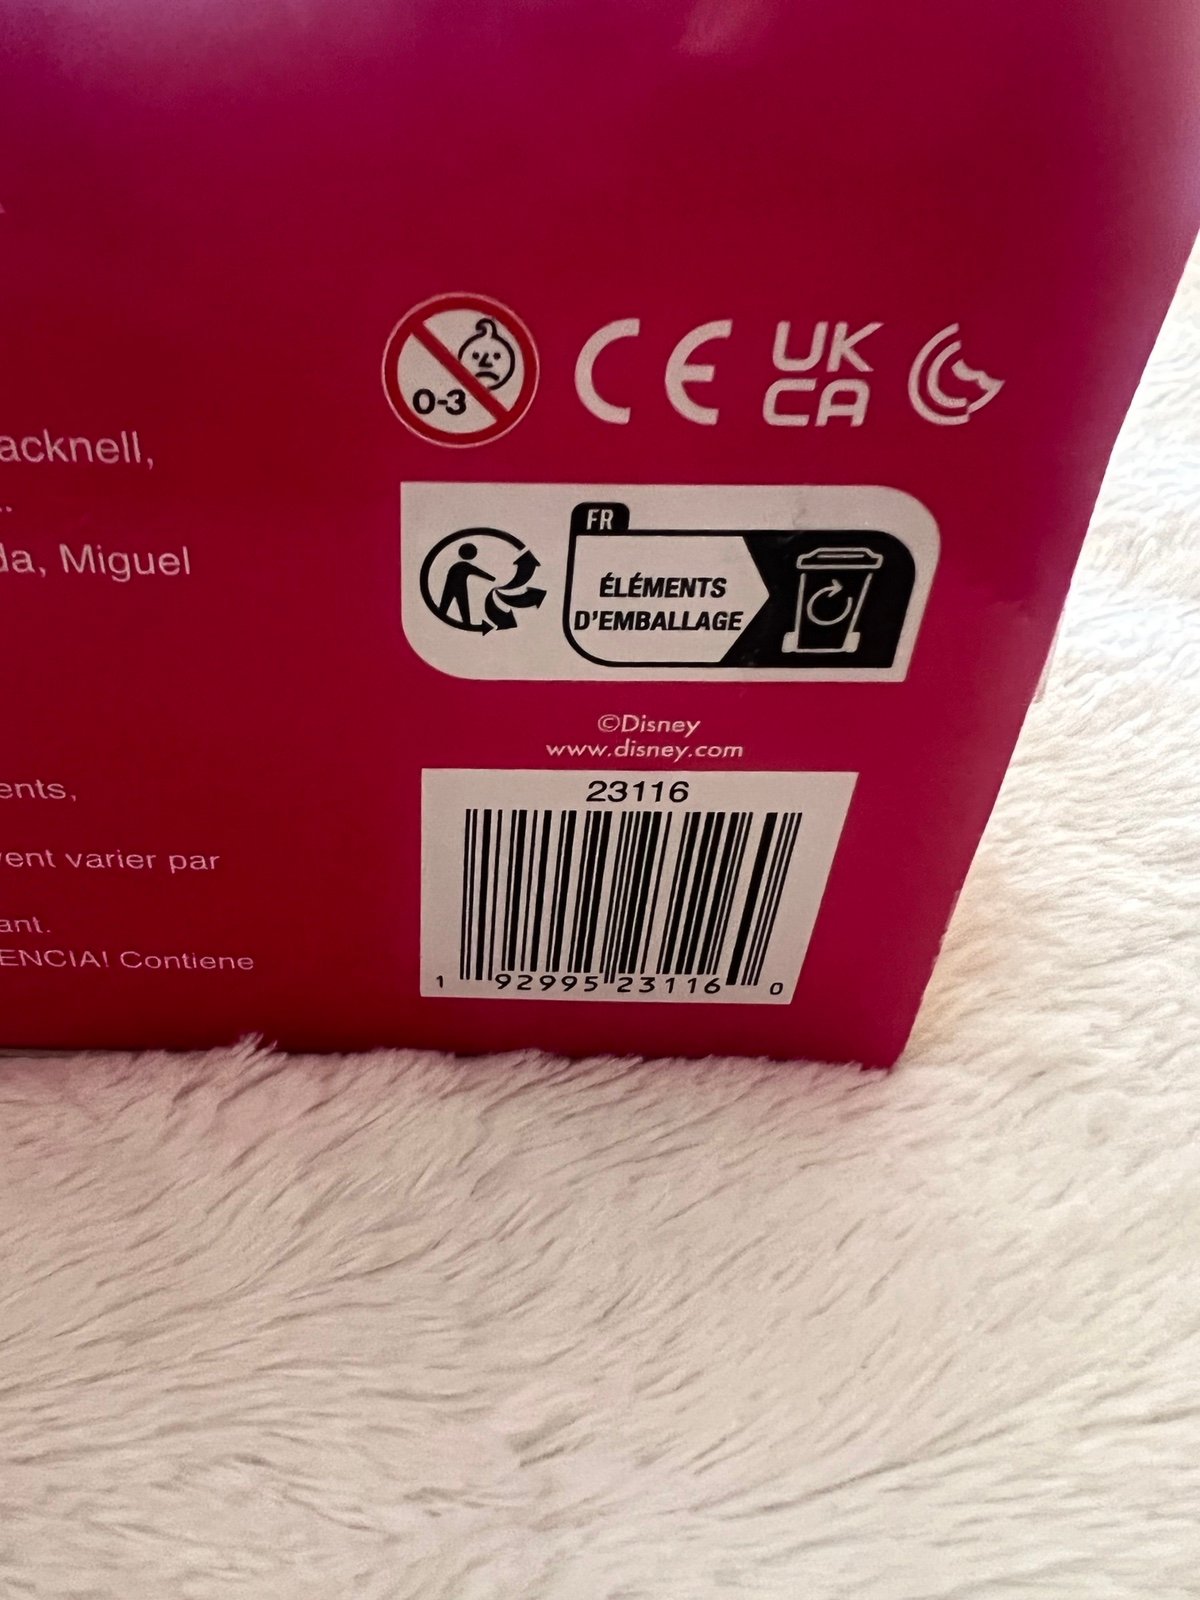 0-3
CE
UK
CA
acknell,
da, Miguel
FR
ÉLÉMENTS
D'EMBALLAGE
©Disney
www.disney.com
23116
ents,
vent varier par
ant.
ENCIA! Contiene
1 92995 23116 0